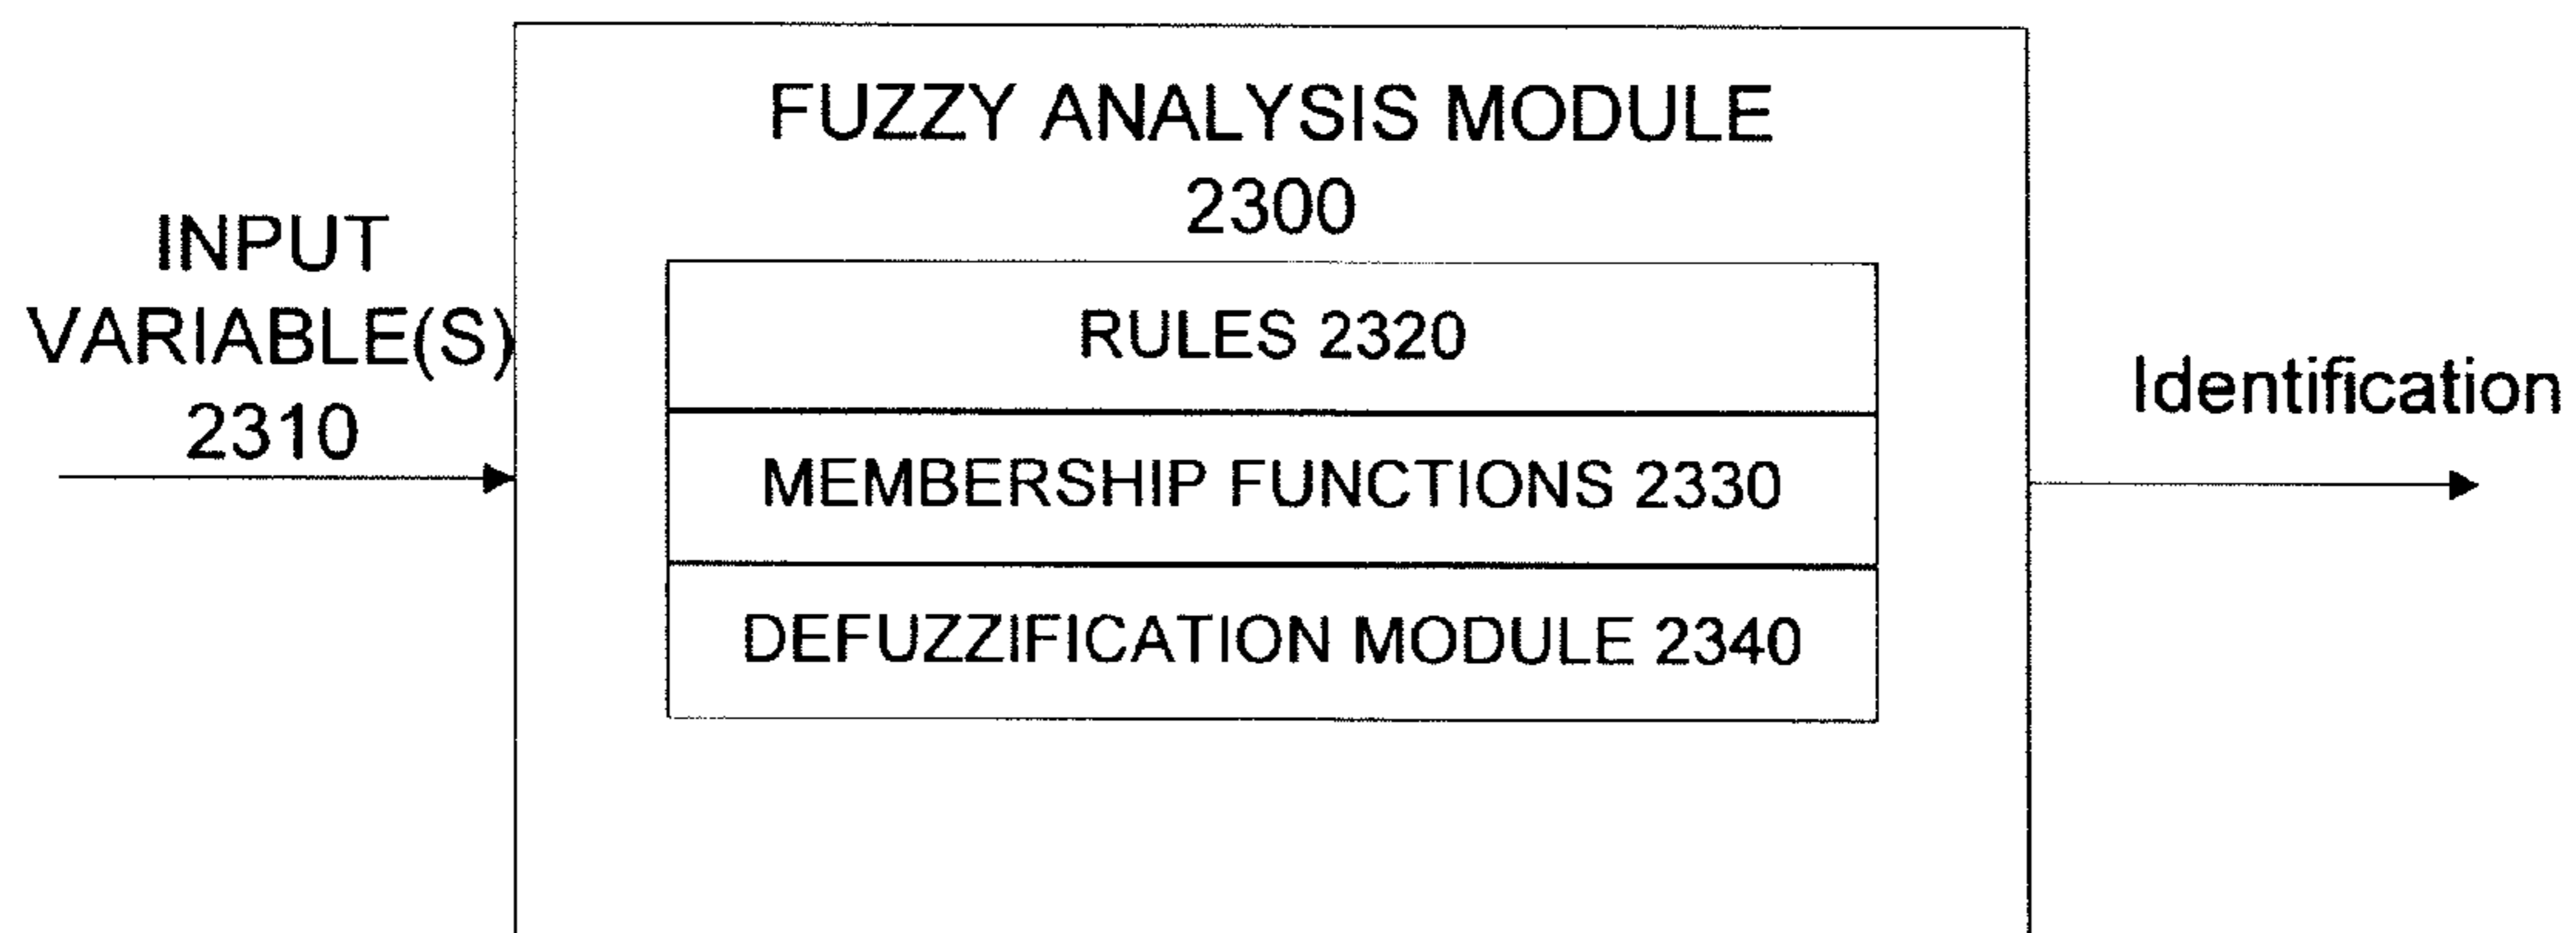 FUZZY ANALYSIS MODULE
2300
INPUT
VARIABLE(S)
2310
RULES 2320
MEMBERSHIP FUNCTIONS 2330
DEFUZZIFICATION MODULE 2340
Identification